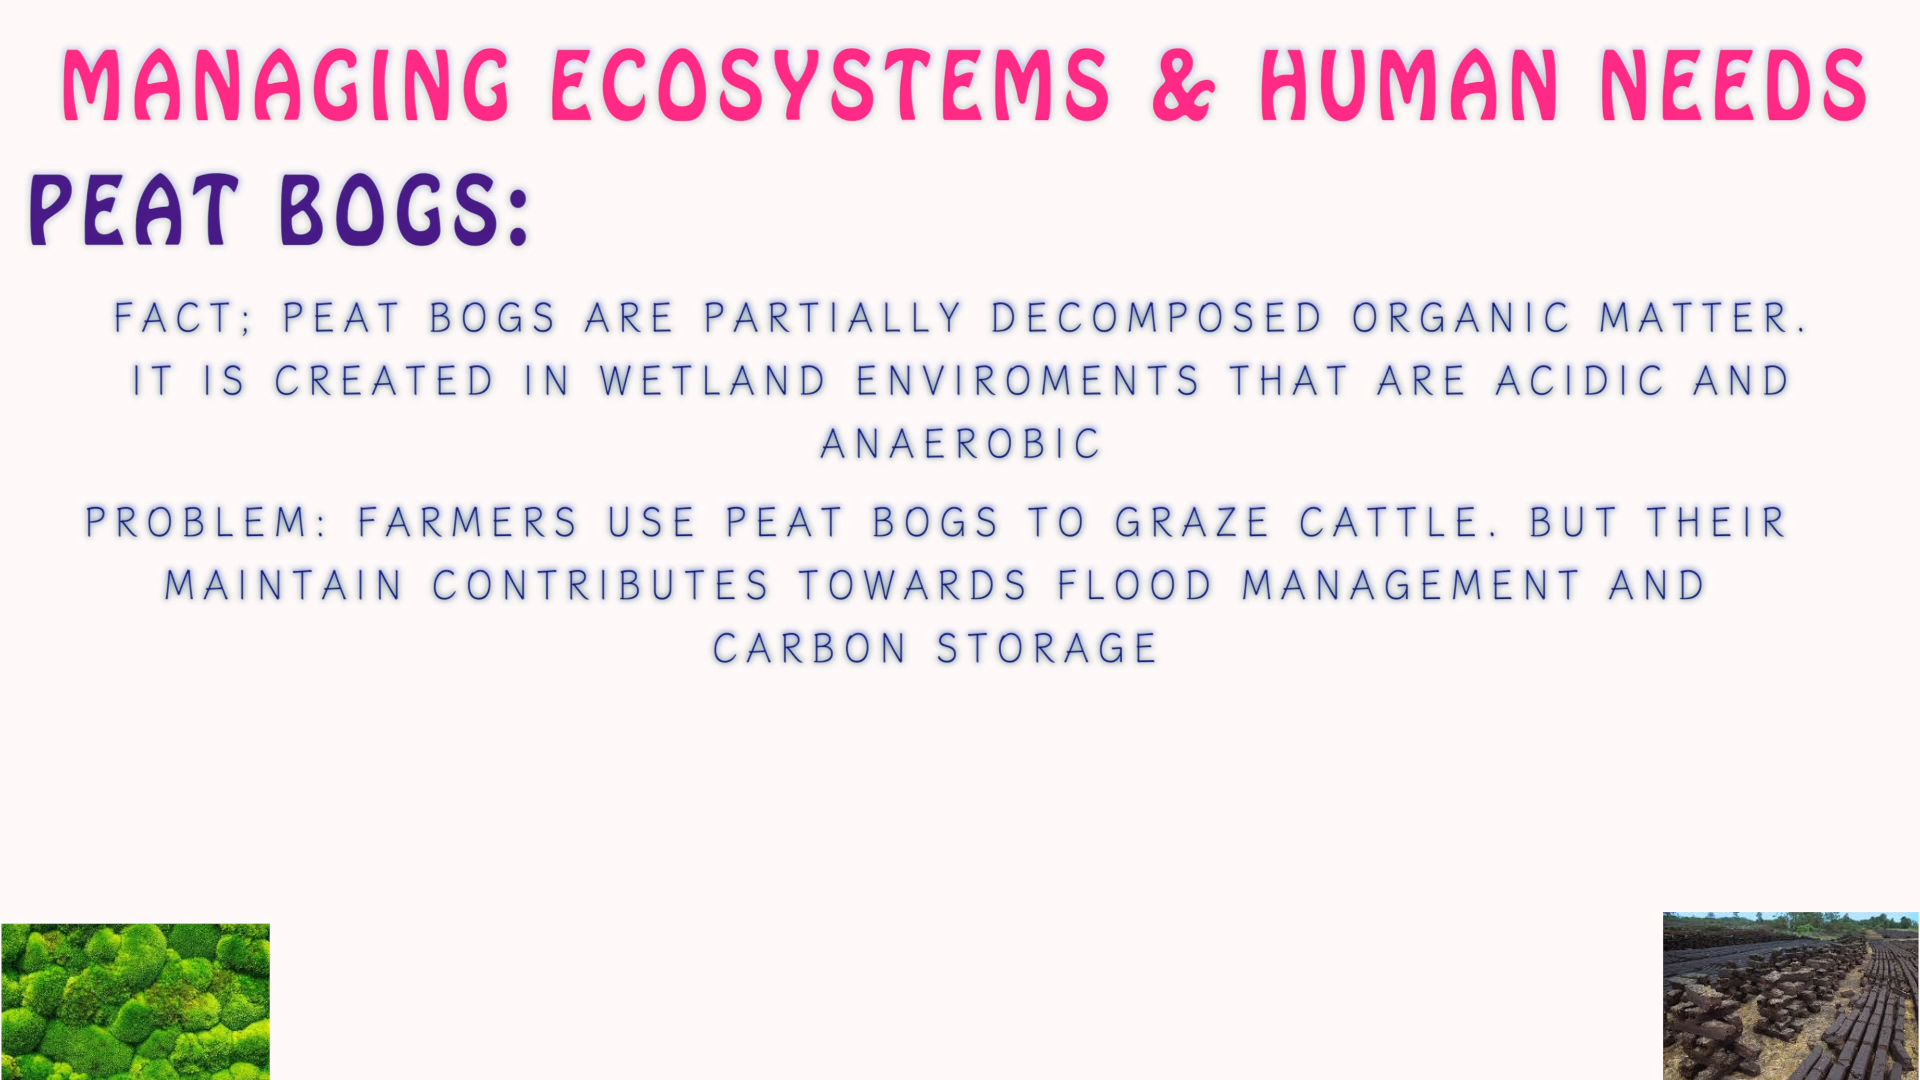 MANAGING ECOSYSTEMS & HUMAN NEEDS
PEAT BOGS:
FACT; PEAT BOGS ARE PARTIALLY DECOMPOSED ORGANIC MATTER.
IT IS CREATED IN WETLAND ENVIROMENTS THAT ARE ACIDIC AND
ANAEROBIC
PROBLEM: FARMERS USE PEAT BOGS TO GRAZE CATTLE. BUT THEIR
MAINTAIN CONTRIBUTES TOWARDS FLOOD MANAGEMENT AND
CARBON STORAGE